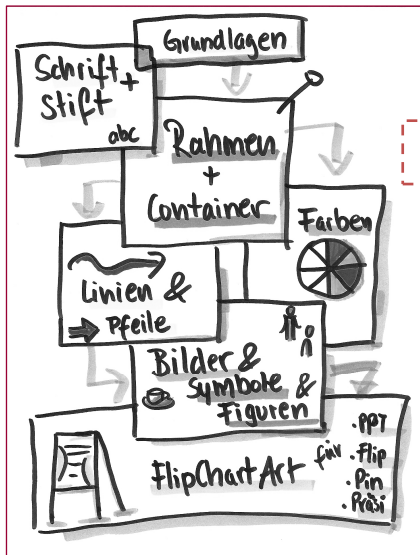 Grundlagen
Schrift +
Stift
abc
Rahmen
+
Container
Farben
Linien &
Pfeile
Bilder &
Symbole &
Figuren
FlipChartArt für
• PPT
• Flip
• Pin
• Präsi